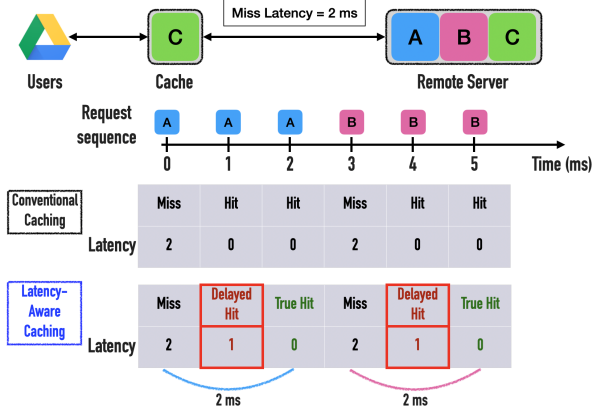 Miss Latency = 2 ms
C
A B C
Users
Cache
Remote Server
Request
sequence
A A A B B B
0 1 2 3 4 5 Time (ms)
Conventional
Caching
Miss Hit Hit Miss Hit Hit
Latency 2 0 0 2 0 0
Latency-
Aware
Caching
Miss Delayed Hit True Hit Miss Delayed Hit True Hit
Latency 2 1 0 2 1 0
2 ms 2 ms